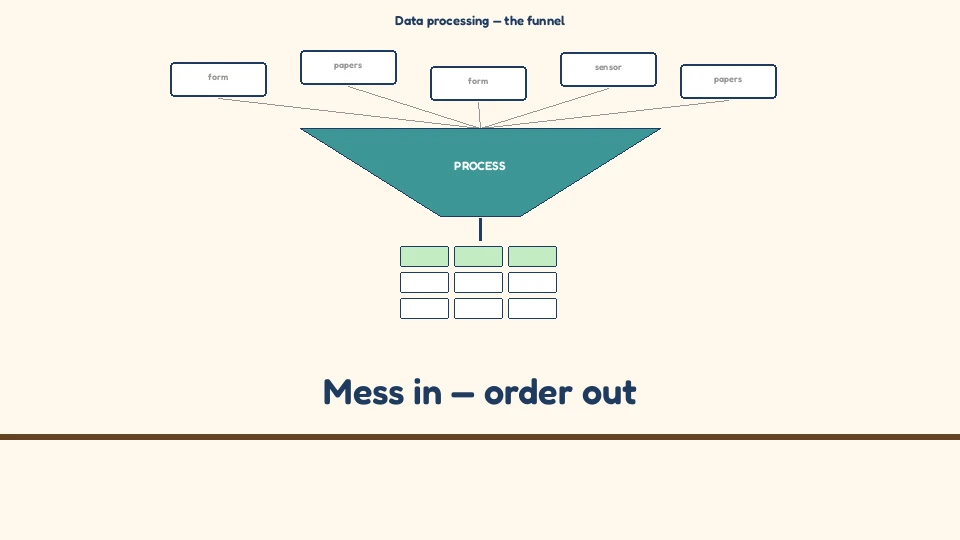 Data processing — the funnel
form
papers
form
sensor
papers
PROCESS
Mess in — order out